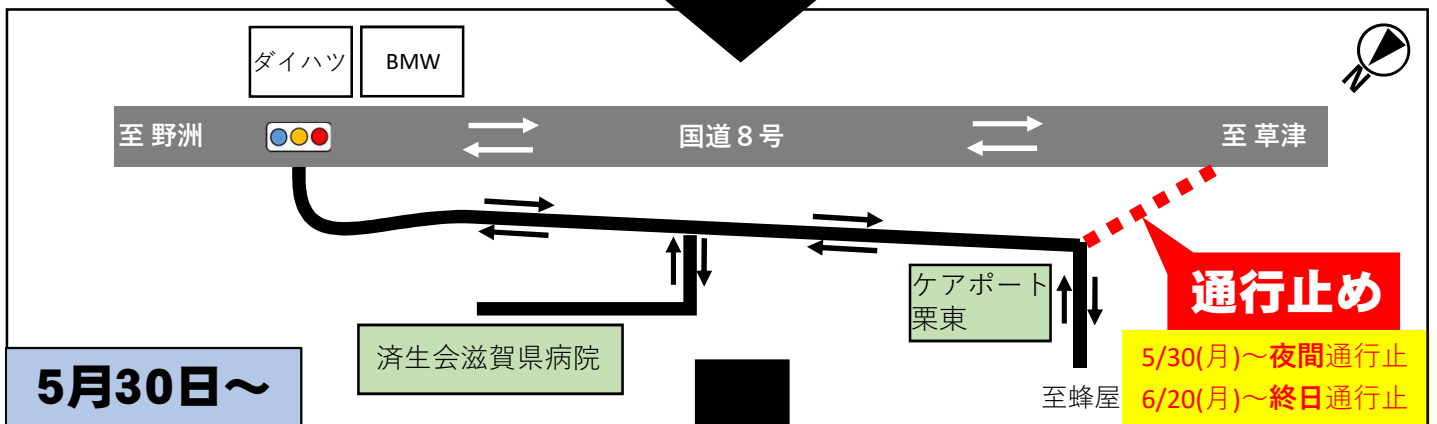 ダイハツ
BMW
N
至 野洲
国道８号
至 草津
通行止め
ケアポート
栗東
済生会滋賀県病院
5月30日～
至蜂屋
5/30(月)～夜間通行止
6/20(月)～終日通行止